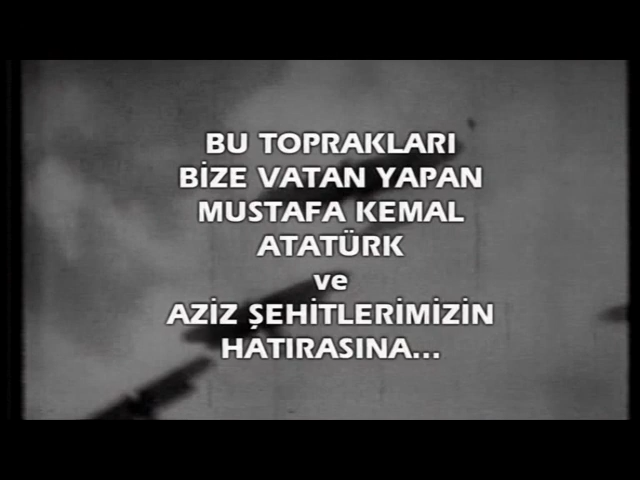 BU TOPRAKLARI
BİZE VATAN YAPAN
MUSTAFA KEMAL
ATATÜRK
ve
AZİZ ŞEHİTLERİMİZİN
HATIRASINA...